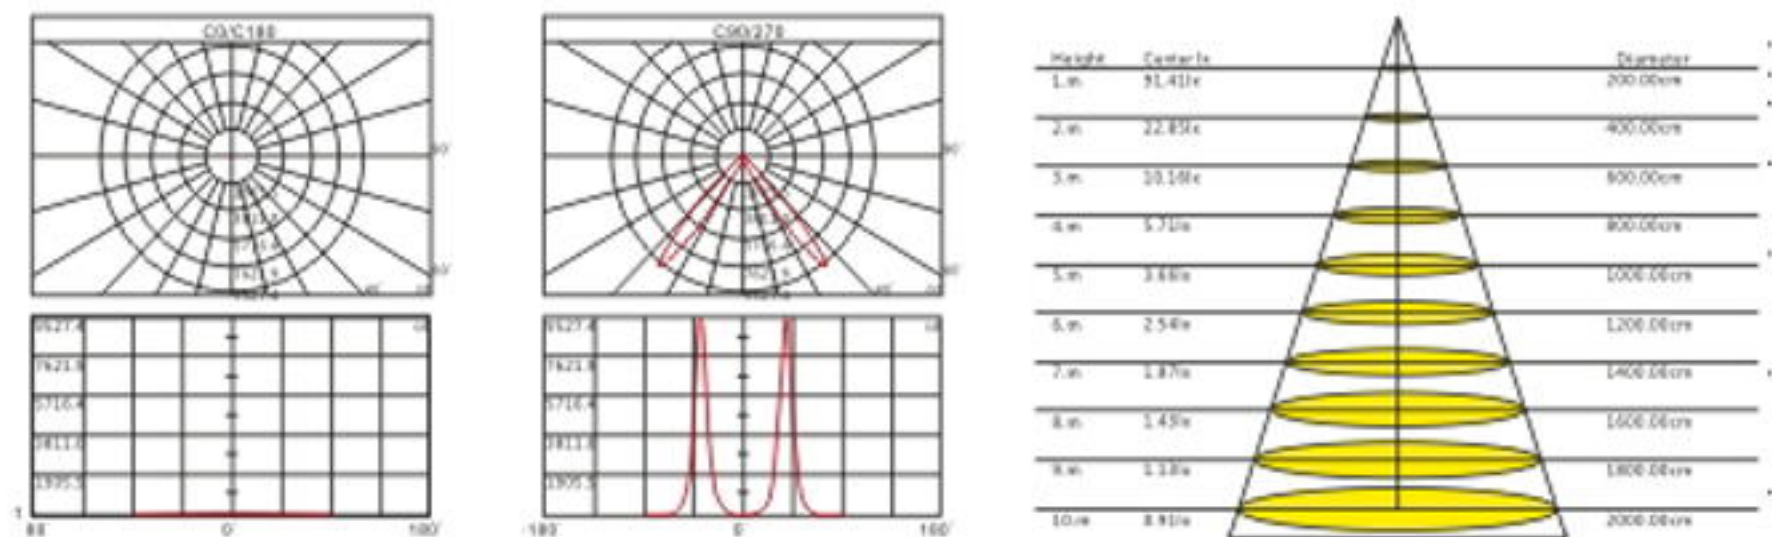 C0/C180
9527.4
7621.9
5716.4
3811.0
1905.5
0°
180°
C90/270
9527.4
7621.9
5716.4
3811.0
1905.5
-180°
0°
180°
Height Center lx Diameter
1.m 91.41lx 200.00cm
2.m 22.85lx 400.00cm
3.m 10.16lx 600.00cm
4.m 5.71lx 800.00cm
5.m 3.66lx 1000.00cm
6.m 2.54lx 1200.00cm
7.m 1.87lx 1400.00cm
8.m 1.43lx 1600.00cm
9.m 1.13lx 1800.00cm
10.m 0.91lx 2000.00cm